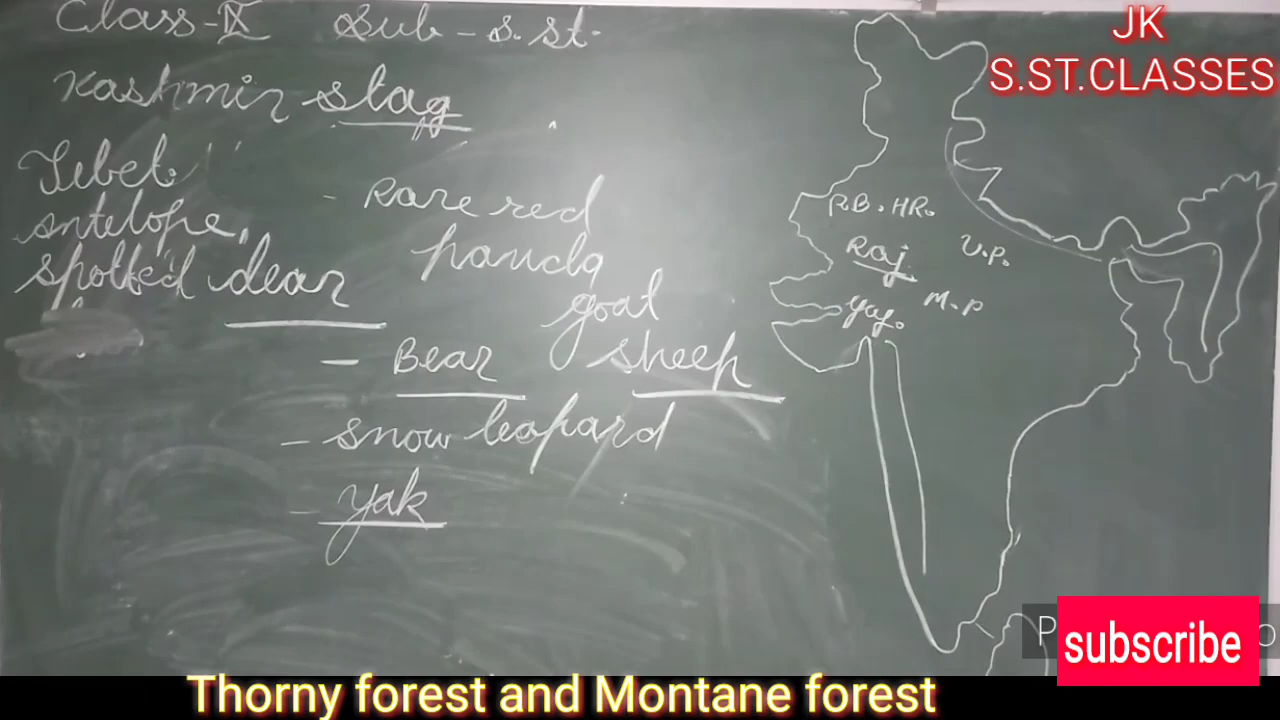 Class-IX Sub - S. st.
Kashmir stag
Tibet
antelope,
spotted dear
- Rare red
panda
goat
- Bear sheep
- snow leopard
- yak
P.B. HR.
Raj. U.P.
M.P
JK
S.ST.CLASSES
subscribe
Thorny forest and Montane forest